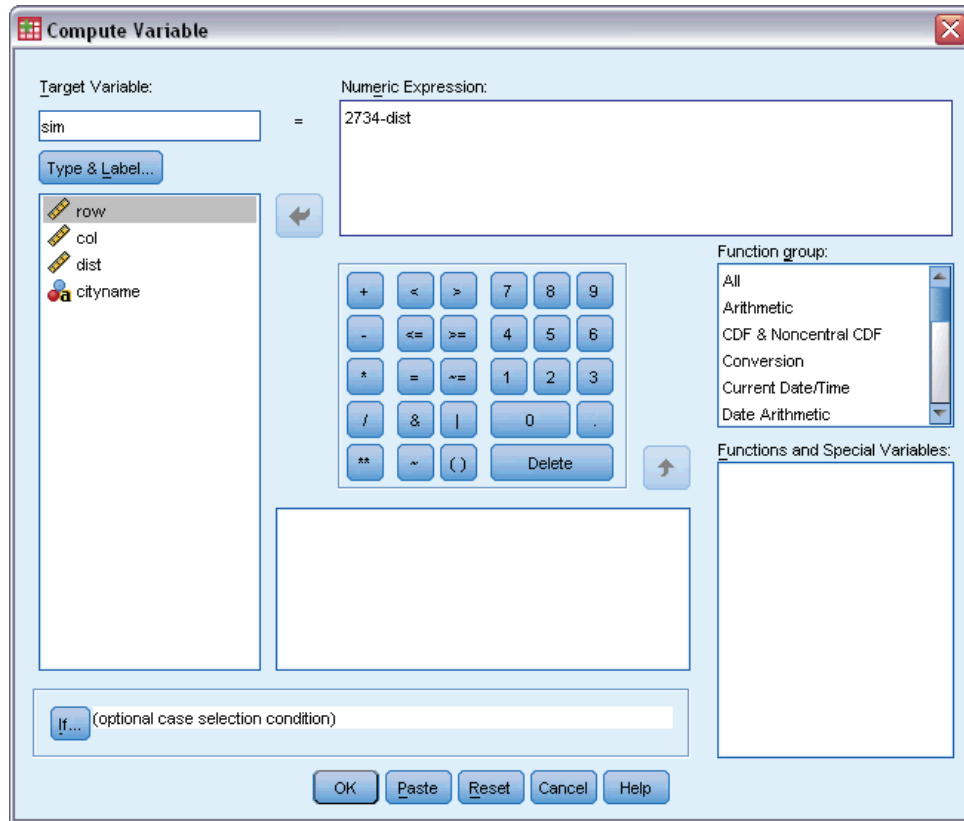 Compute Variable
Target Variable:
sim
=
Numeric Expression:
2734-dist
Type & Label...
row
col
dist
a cityname
+ < > 7 8 9
- <= >= 4 5 6
* = ~= 1 2 3
/ & | 0 .
** ~ ( ) Delete
Function group:
All
Arithmetic
CDF & Noncentral CDF
Conversion
Current Date/Time
Date Arithmetic
Functions and Special Variables:
If... (optional case selection condition)
OK Paste Reset Cancel Help